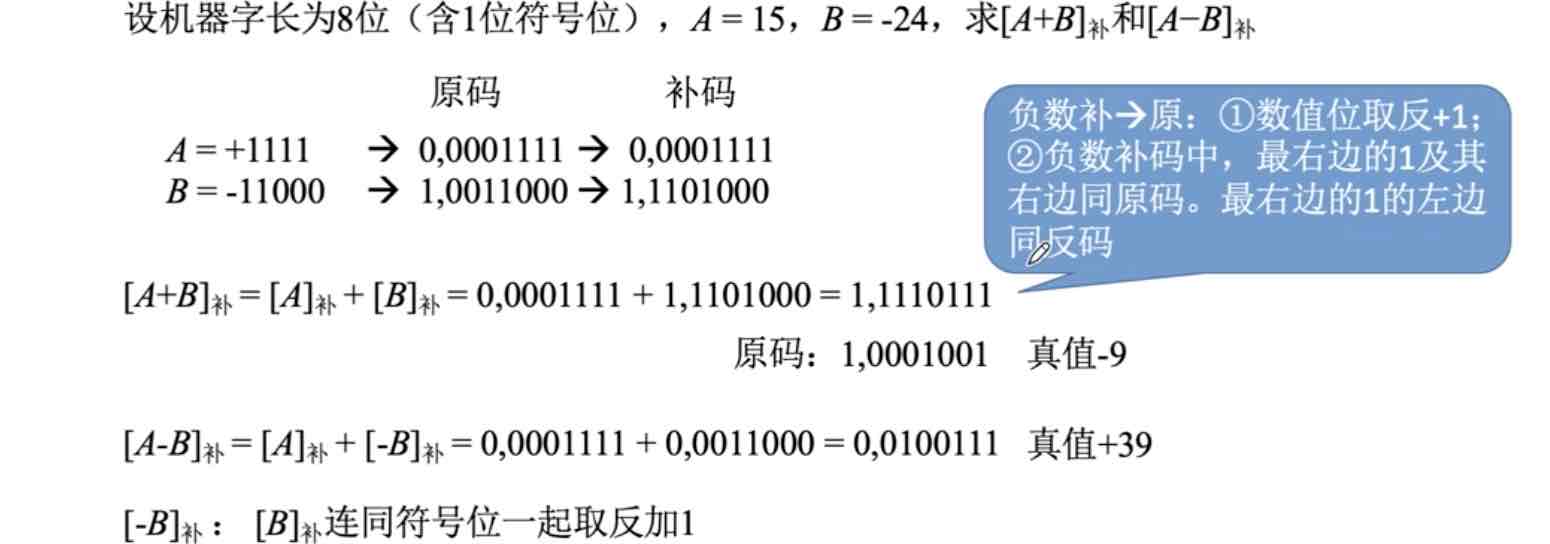 设机器字长为8位（含1位符号位），A = 15，B = -24，求[A+B]补和[A−B]补
原码 补码
A = +1111 → 0,0001111 → 0,0001111
B = -11000 → 1,0011000 → 1,1101000
负数补→原：①数值位取反+1；
②负数补码中，最右边的1及其
右边同原码。最右边的1的左边
同反码
[A+B]补 = [A]补 + [B]补 = 0,0001111 + 1,1101000 = 1,1110111
原码：1,0001001 真值-9
[A-B]补 = [A]补 + [-B]补 = 0,0001111 + 0,0011000 = 0,0100111 真值+39
[-B]补： [B]补连同符号位一起取反加1